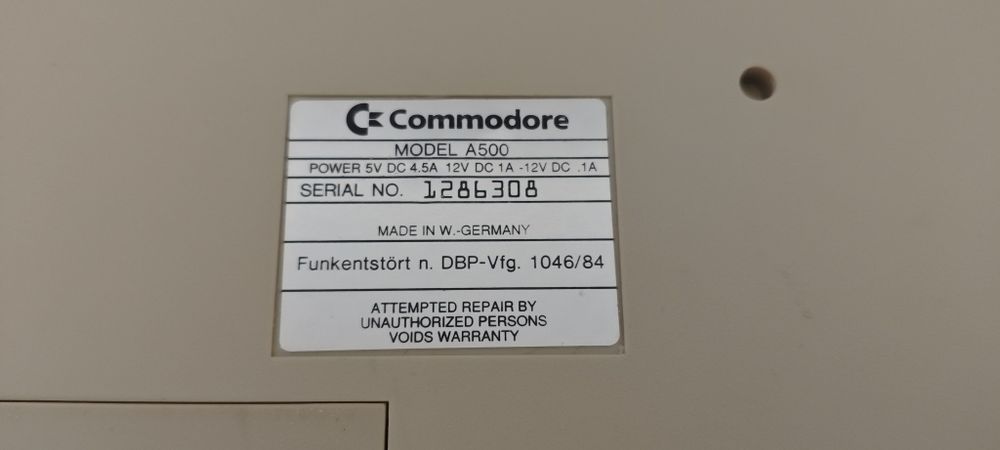 Commodore
MODEL A500
POWER 5V DC 4.5A 12V DC 1A -12V DC .1A
SERIAL NO. 1286308
MADE IN W.-GERMANY
Funkentstört n. DBP-Vfg. 1046/84
ATTEMPTED REPAIR BY
UNAUTHORIZED PERSONS
VOIDS WARRANTY